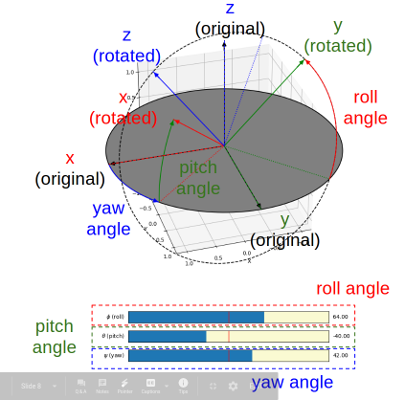 z
(original)
z
(rotated)
y
(rotated)
x
(rotated)
roll
angle
x
(original)
pitch
angle
yaw
angle
y
(original)
1.0
-0.5
1.0
0.5
0.0
0.5
1.0
x
roll angle
ϕ (roll)
64.00
pitch
angle
θ (pitch)
-40.00
ψ (yaw)
42.00
yaw angle
Slide 8
Q&A
Notes
Pointer
Captions
Tips